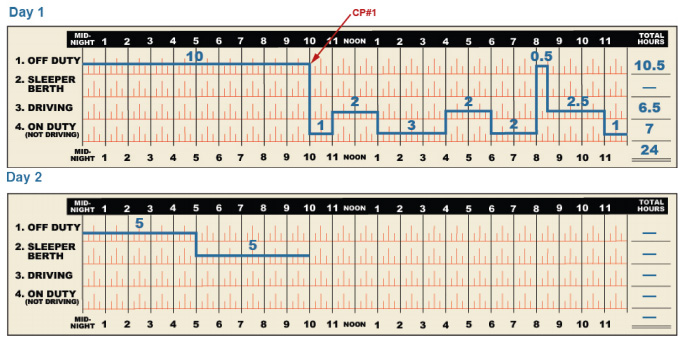 Day 1
CP#1
MID-NIGHT 1 2 3 4 5 6 7 8 9 10 11 NOON 1 2 3 4 5 6 7 8 9 10 11 TOTAL HOURS
1. OFF DUTY 10 0.5 10.5
2. SLEEPER BERTH —
3. DRIVING 2 2 2.5 6.5
4. ON DUTY (NOT DRIVING) 1 3 2 1 7
MID-NIGHT 1 2 3 4 5 6 7 8 9 10 11 NOON 1 2 3 4 5 6 7 8 9 10 11 24
Day 2
MID-NIGHT 1 2 3 4 5 6 7 8 9 10 11 NOON 1 2 3 4 5 6 7 8 9 10 11 TOTAL HOURS
1. OFF DUTY 5 —
2. SLEEPER BERTH 5 —
3. DRIVING —
4. ON DUTY (NOT DRIVING) —
MID-NIGHT 1 2 3 4 5 6 7 8 9 10 11 NOON 1 2 3 4 5 6 7 8 9 10 11 —